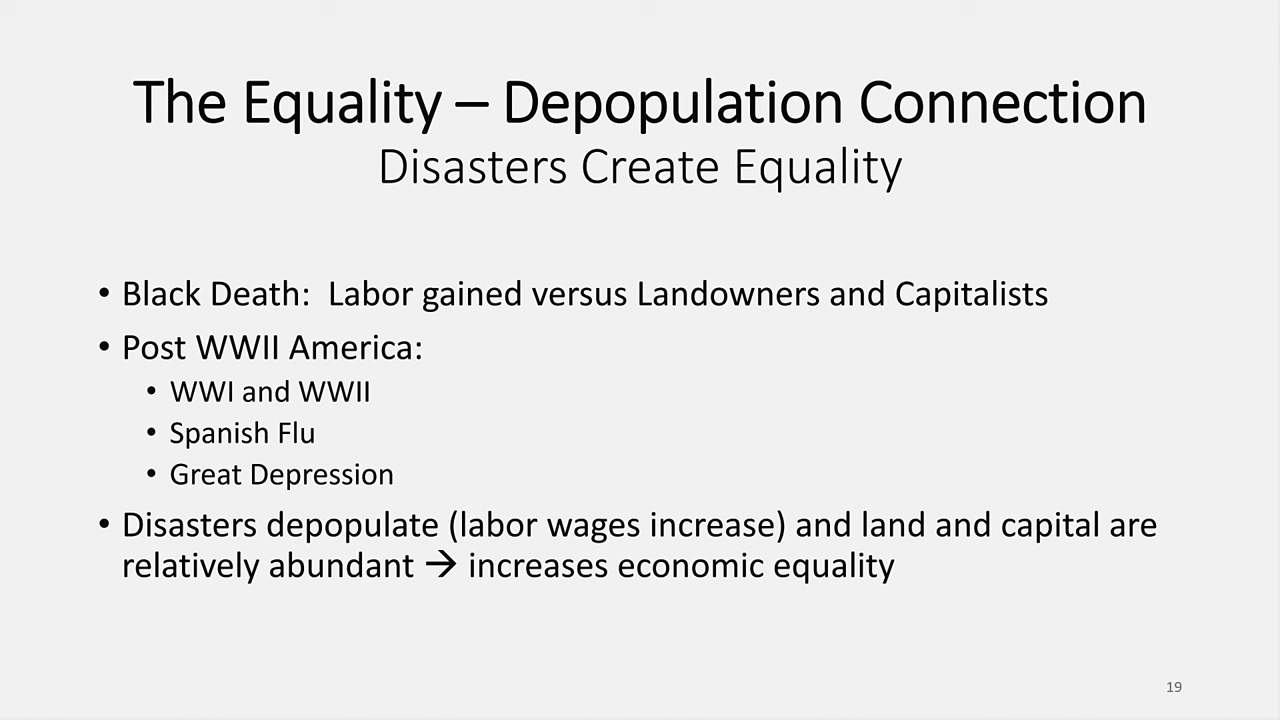 The Equality – Depopulation Connection
Disasters Create Equality
• Black Death:  Labor gained versus Landowners and Capitalists
• Post WWII America:
• WWI and WWII
• Spanish Flu
• Great Depression
• Disasters depopulate (labor wages increase) and land and capital are
relatively abundant → increases economic equality
19